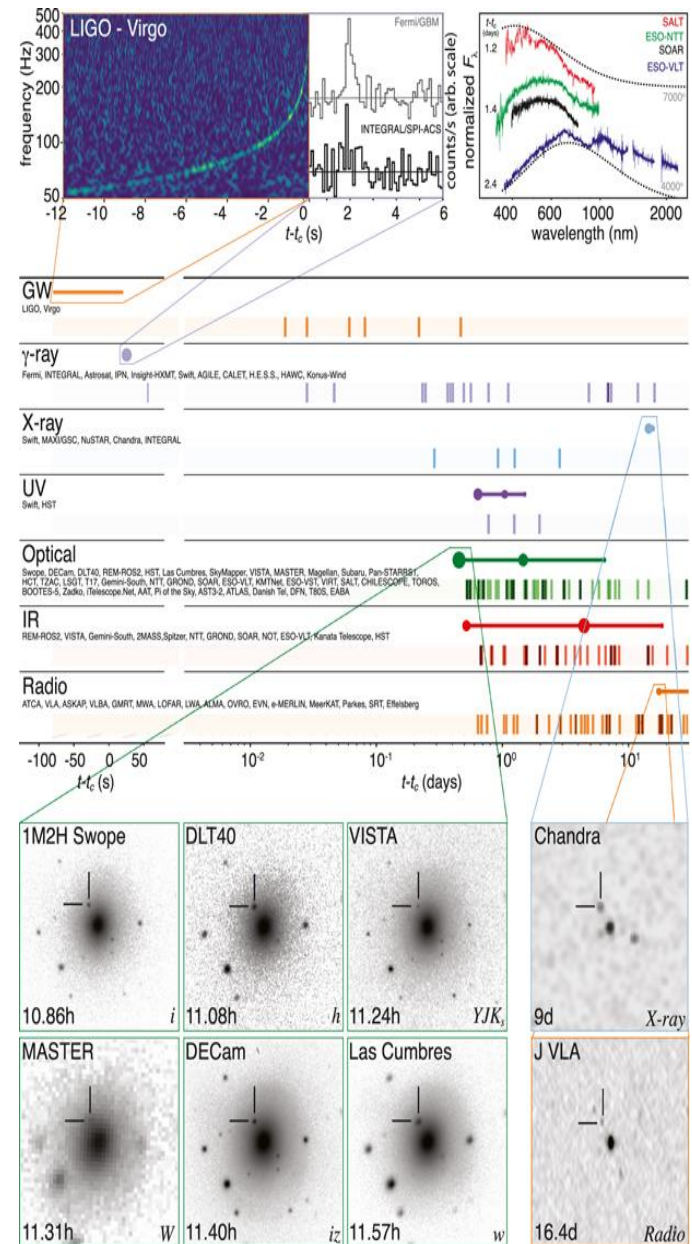 LIGO - Virgo
frequency (Hz)
500
400
300
200
100
50
-12 -10 -8 -6 -4 -2 0
t-tc (s)
Fermi/GBM
INTEGRAL/SPI-ACS
counts/s (arb. scale)
0 2 4 6
normalized Fλ
t-tc (days)
1.2
1.4
2.4
SALT
ESO-NTT
SOAR
ESO-VLT
7000°
4000°
400 600 1000 2000
wavelength (nm)
GW
LIGO, Virgo
γ-ray
Fermi, INTEGRAL, Astrosat, IPN, Insight-HXMT, Swift, AGILE, CALET, H.E.S.S., HAWC, Konus-Wind
X-ray
Swift, MAXI/GSC, NuSTAR, Chandra, INTEGRAL
UV
Swift, HST
Optical
Swope, DECam, DLT40, REM-ROS2, HST, Las Cumbres, SkyMapper, VISTA, MASTER, Magellan, Subaru, Pan-STARRS1,
HCT, TZAC, LSGT, T17, Gemini-South, NTT, GROND, SOAR, ESO-VLT, KMTNet, ESO-VST, VIRT, SALT, CHILESCOPE, TOROS,
BOOTES-5, Zadko, iTelescope.Net, AAT, Pi of the Sky, AST3-2, ATLAS, Danish Tel, DFN, T80S, EABA
IR
REM-ROS2, VISTA, Gemini-South, 2MASS,Spitzer, NTT, GROND, SOAR, NOT, ESO-VLT, Kanata Telescope, HST
Radio
ATCA, VLA, ASKAP, VLBA, GMRT, MWA, LOFAR, LWA, ALMA, OVRO, EVN, e-MERLIN, MeerKAT, Parkes, SRT, Effelsberg
-100 -50 0 50
t-tc (s)
10-2 10-1 100 101
t-tc (days)
1M2H Swope
10.86h i
DLT40
11.08h h
VISTA
11.24h YJKs
Chandra
9d X-ray
MASTER
11.31h W
DECam
11.40h iz
Las Cumbres
11.57h w
J VLA
16.4d Radio